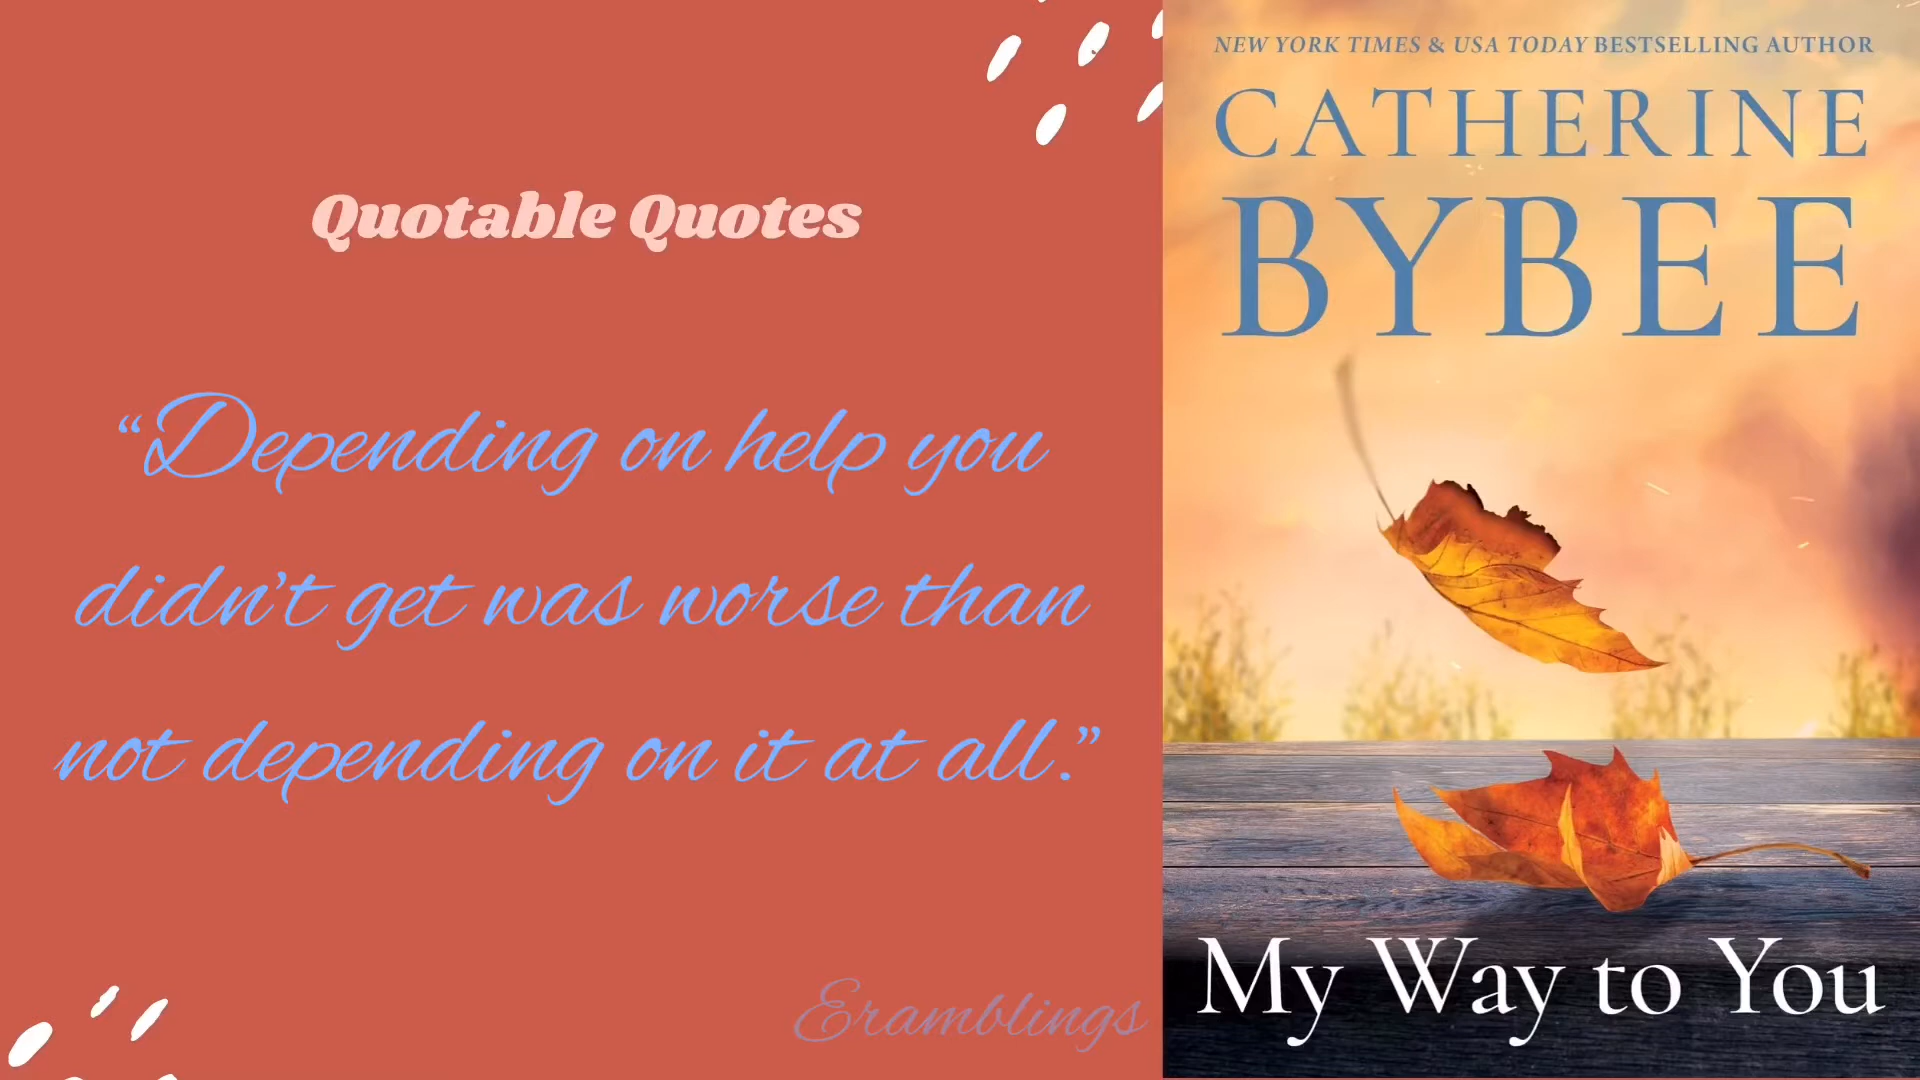 Quotable Quotes
“Depending on help you
didn’t get was worse than
not depending on it at all.”
Eramblings
NEW YORK TIMES & USA TODAY BESTSELLING AUTHOR
CATHERINE
BYBEE
My Way to You